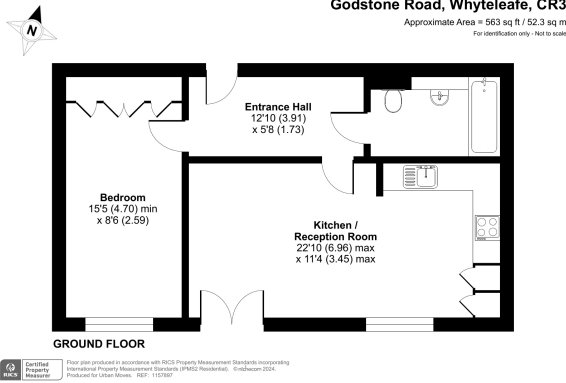 Godstone Road, Whyteleafe, CR3
Approximate Area = 563 sq ft / 52.3 sq m
For identification only - Not to scale
N
Entrance Hall
12'10 (3.91)
x 5'8 (1.73)
Bedroom
15'5 (4.70) min
x 8'6 (2.59)
Kitchen /
Reception Room
22'10 (6.96) max
x 11'4 (3.45) max
GROUND FLOOR
RICS
Certified
Property
Measurer
Floor plan produced in accordance with RICS Property Measurement Standards incorporating
International Property Measurement Standards (IPMS2 Residential). ©nichecom 2024.
Produced for Urban Moves. REF: 1157897